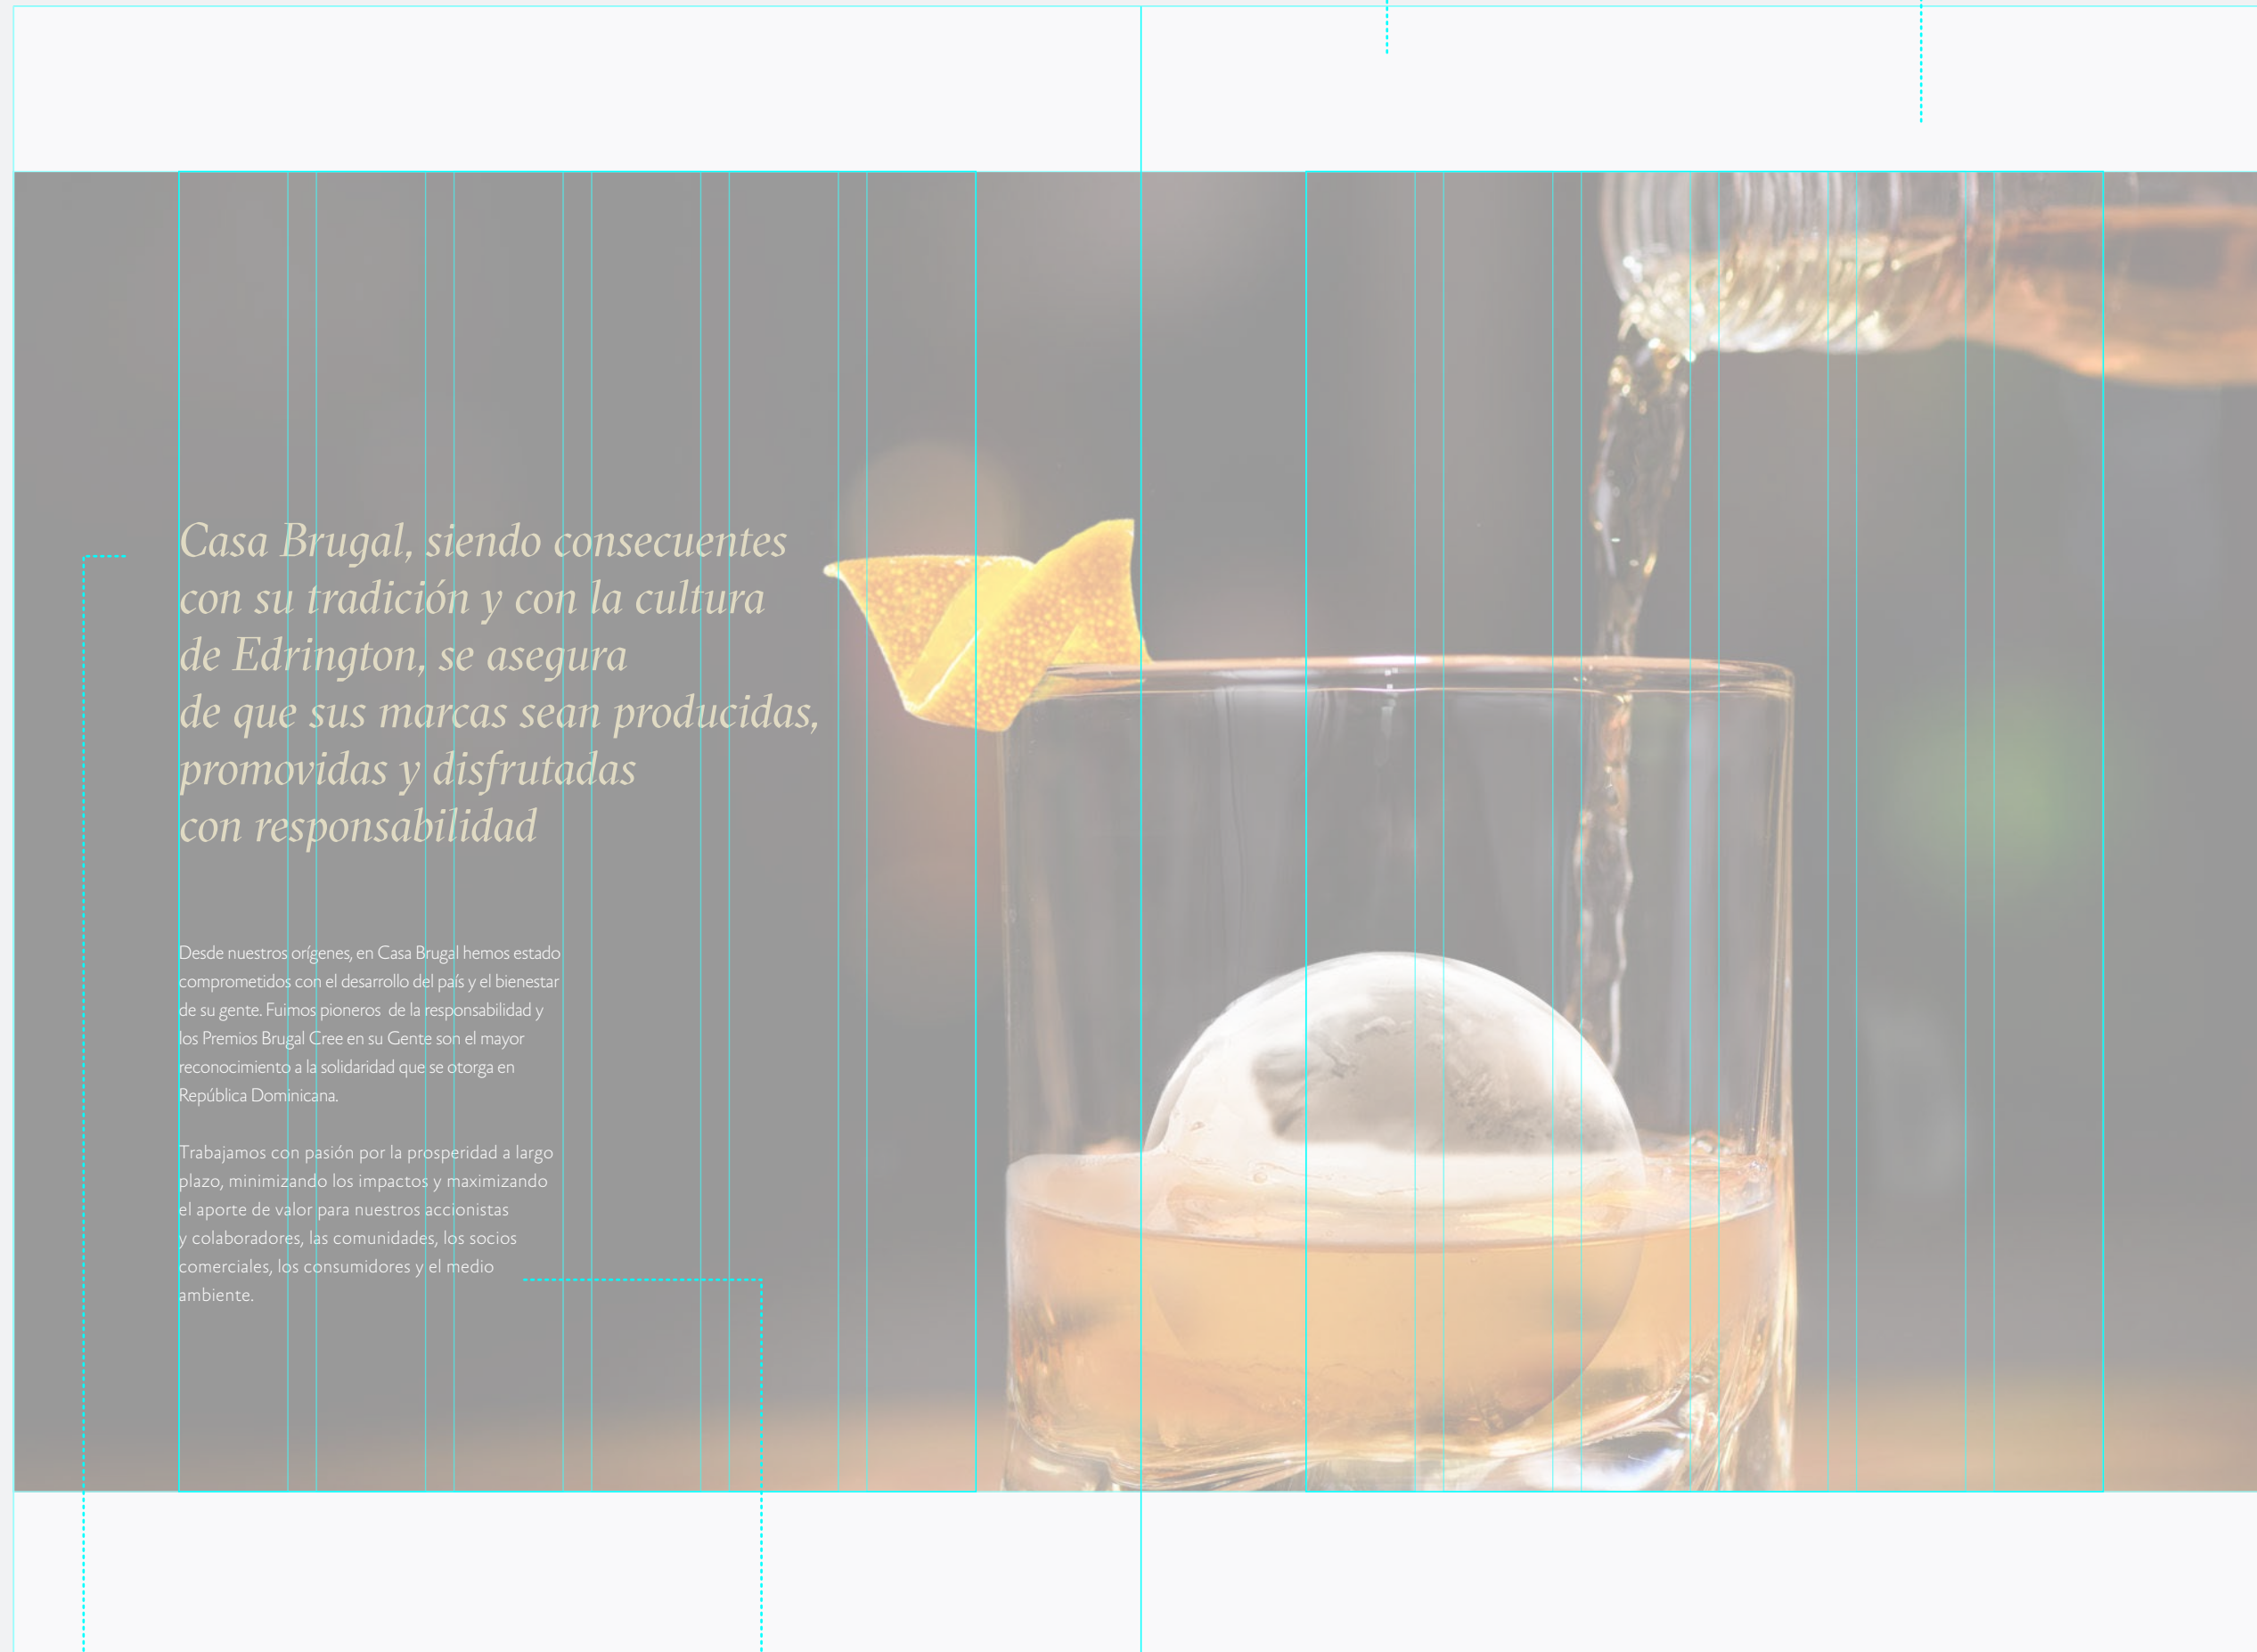 Casa Brugal, siendo consecuentes
con su tradición y con la cultura
de Edrington, se asegura
de que sus marcas sean producidas,
promovidas y disfrutadas
con responsabilidad
Desde nuestros orígenes, en Casa Brugal hemos estado
comprometidos con el desarrollo del país y el bienestar
de su gente. Fuimos pioneros  de la responsabilidad y
los Premios Brugal Cree en su Gente son el mayor
reconocimiento a la solidaridad que se otorga en
República Dominicana.
Trabajamos con pasión por la prosperidad a largo
plazo, minimizando los impactos y maximizando
el aporte de valor para nuestros accionistas
y colaboradores, las comunidades, los socios
comerciales, los consumidores y el medio
ambiente.